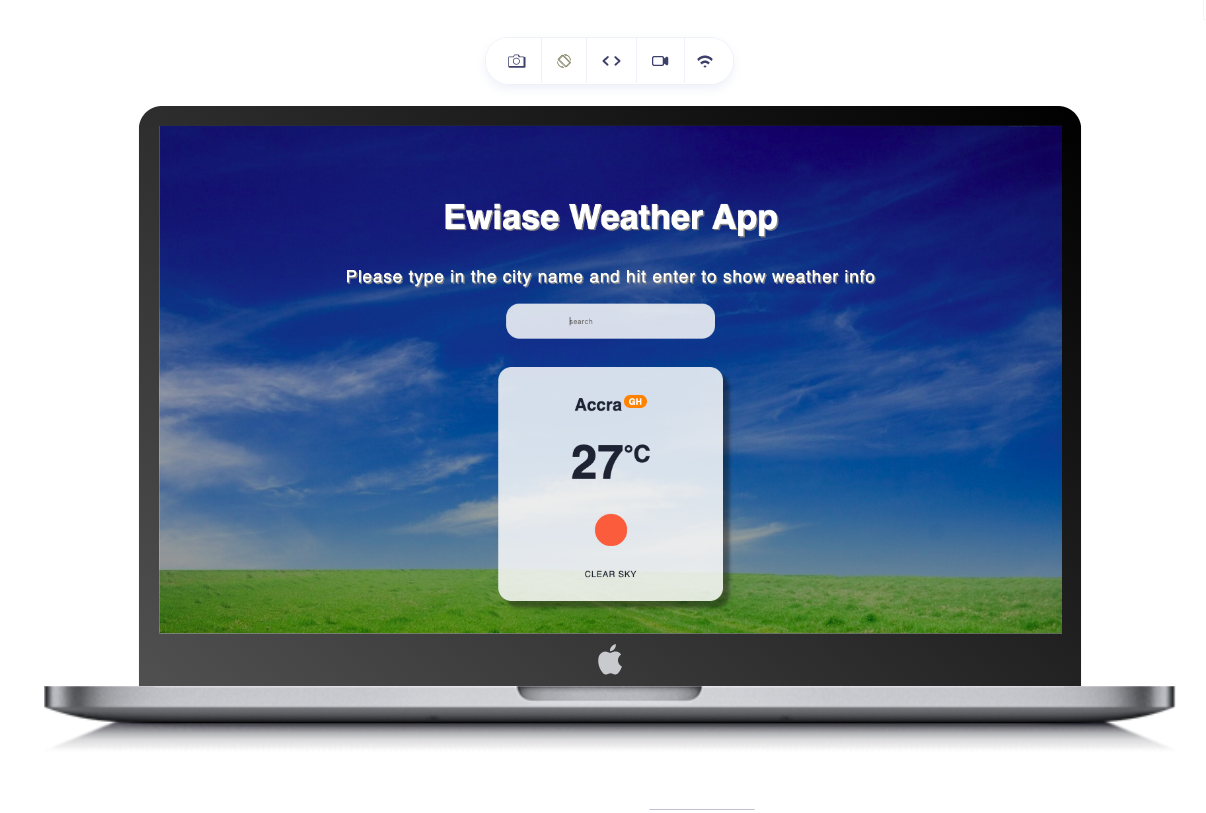 Ewiase Weather App
Please type in the city name and hit enter to show weather info
search
Accra GH
27°C
CLEAR SKY